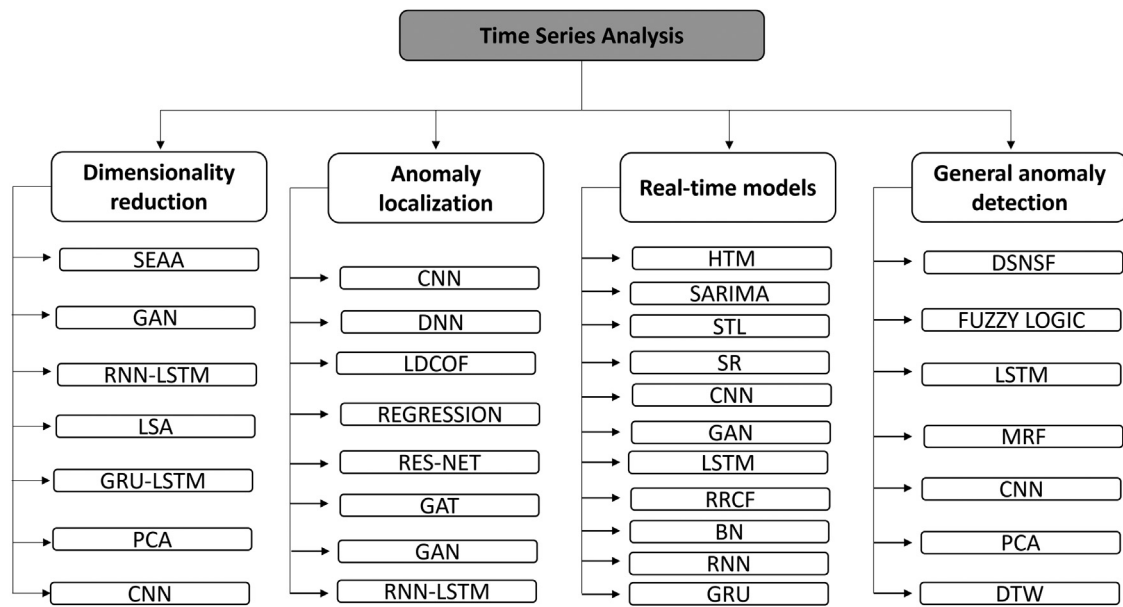 Time Series Analysis
Dimensionality
reduction
SEAA
GAN
RNN-LSTM
LSA
GRU-LSTM
PCA
CNN
Anomaly
localization
CNN
DNN
LDCOF
REGRESSION
RES-NET
GAT
GAN
RNN-LSTM
Real-time models
HTM
SARIMA
STL
SR
CNN
GAN
LSTM
RRCF
BN
RNN
GRU
General anomaly
detection
DSNSF
FUZZY LOGIC
LSTM
MRF
CNN
PCA
DTW